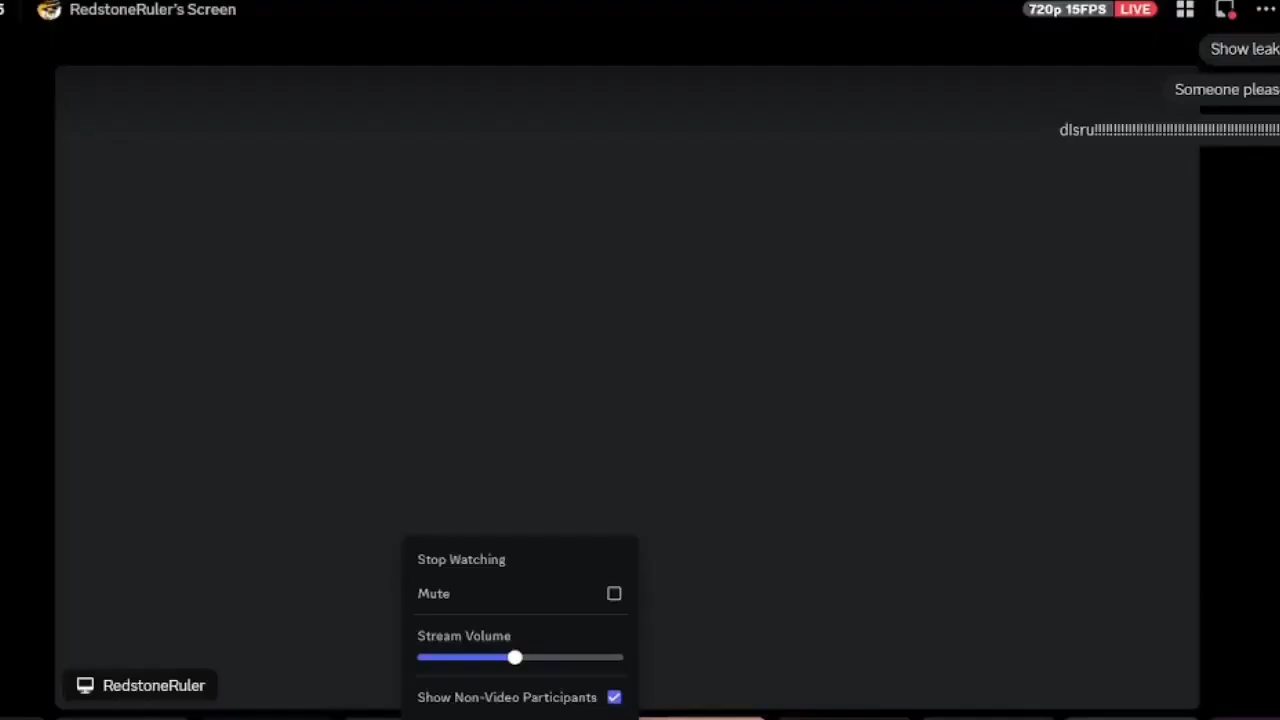 RedstoneRuler's Screen
720p 15FPS LIVE
Show leak
Someone pleas
Stop Watching
Mute
Stream Volume
RedstoneRuler
Show Non-Video Participants